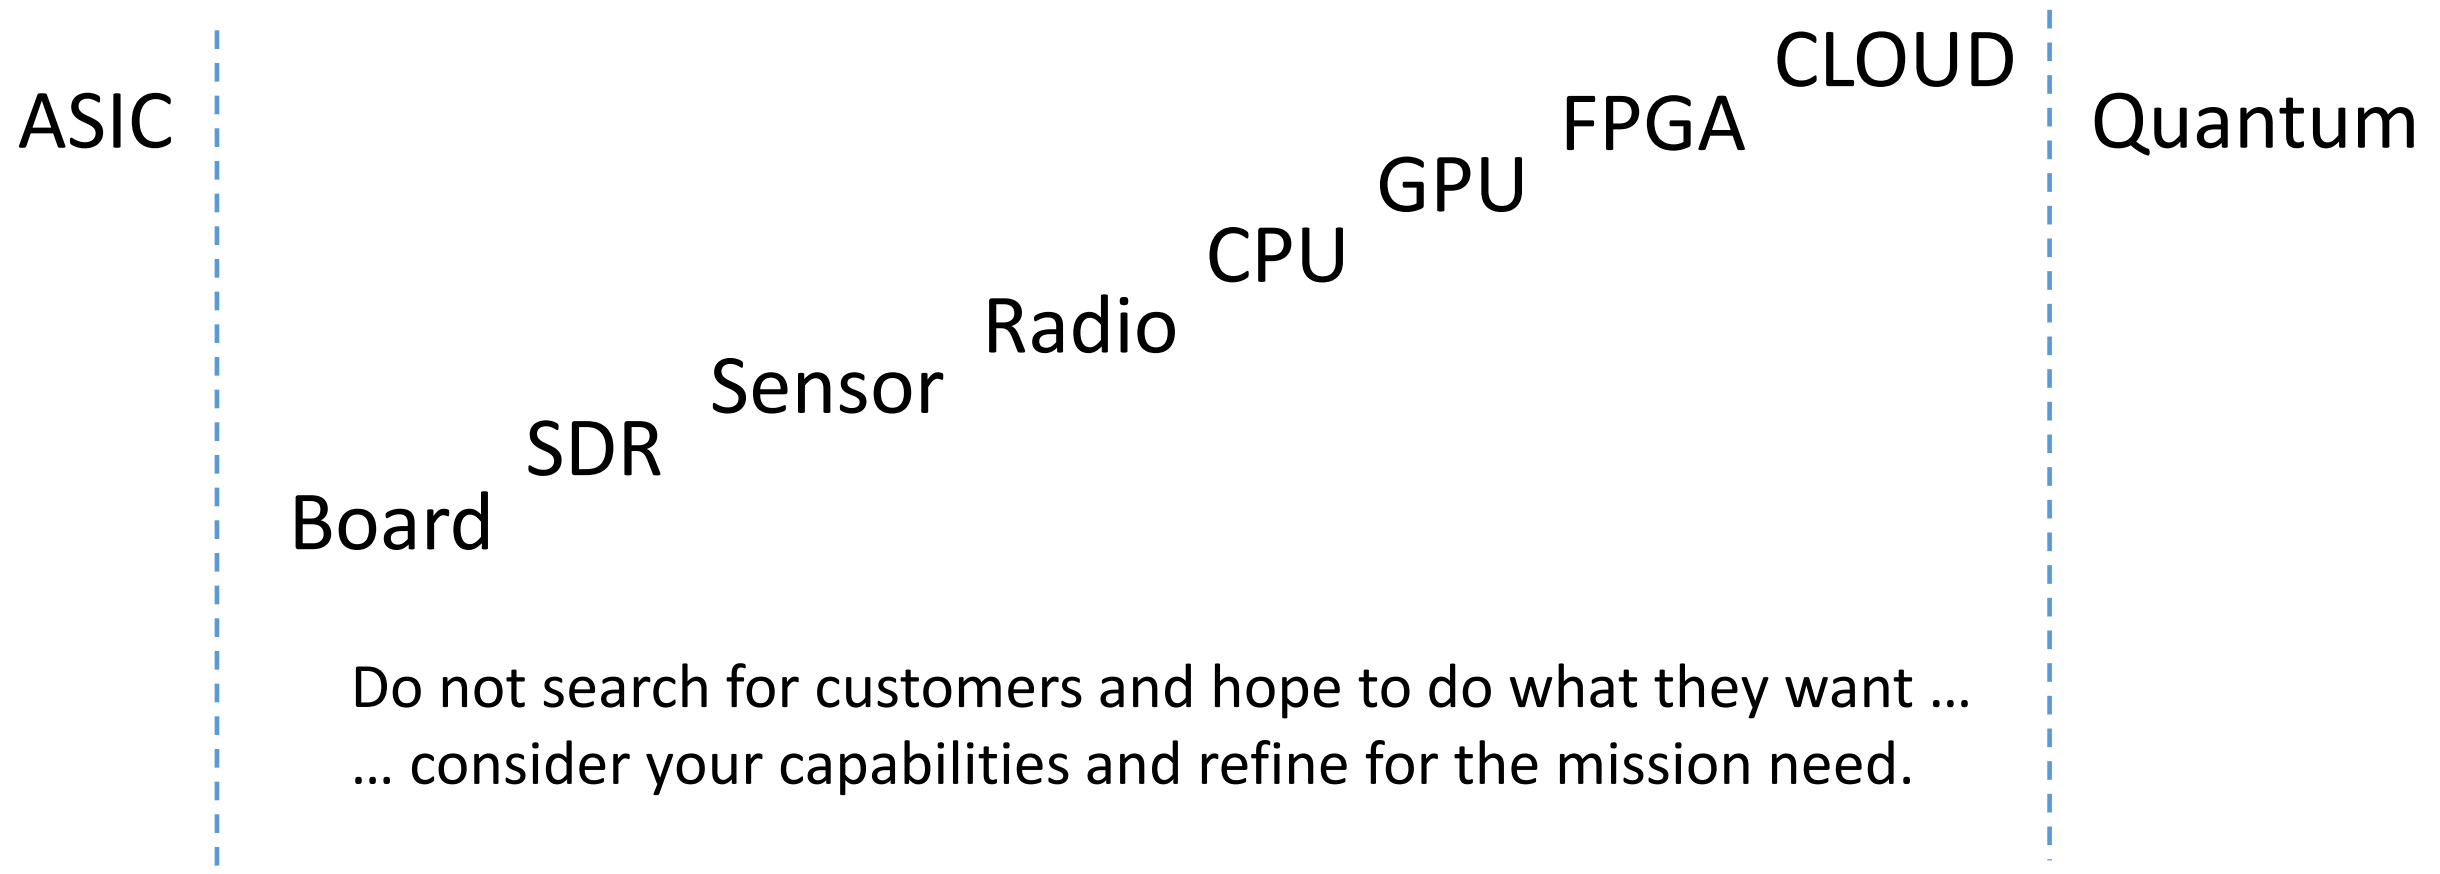 ASIC
Board
SDR
Sensor
Radio
CPU
GPU
FPGA
CLOUD
Quantum
Do not search for customers and hope to do what they want ...
... consider your capabilities and refine for the mission need.